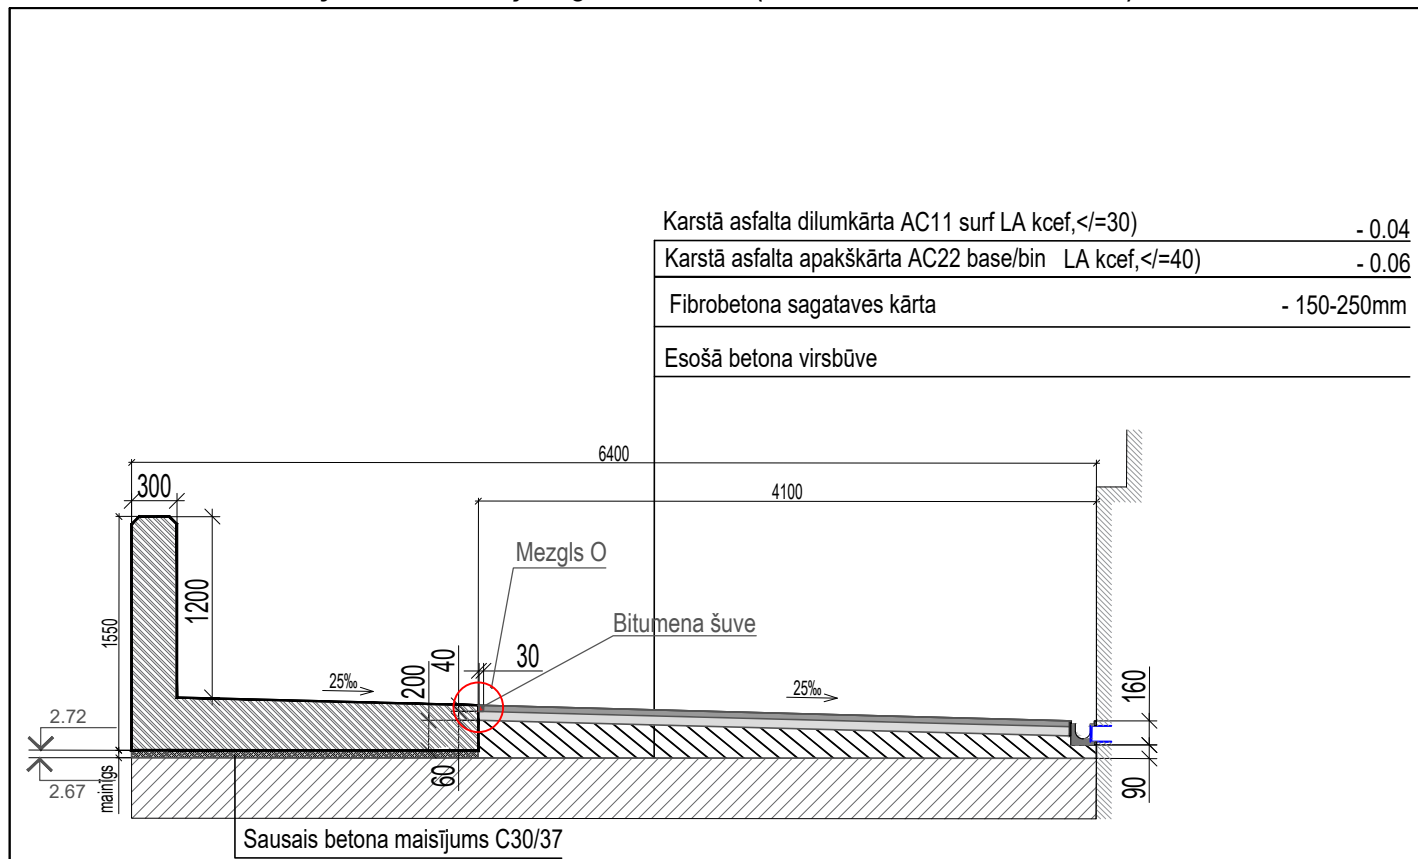 Karstā asfalta dilumkārta AC11 surf LA kcef,</=30) - 0.04
Karstā asfalta apakškārta AC22 base/bin LA kcef,</=40) - 0.06
Fibrobetona sagataves kārta - 150-250mm
Esošā betona virsbūve
6400
300
4100
Mezgls O
1200
1550
Bitumena šuve
30
40
200
25‰
25‰
160
2.72
2.67
mainīgs
60
90
Sausais betona maisījums C30/37